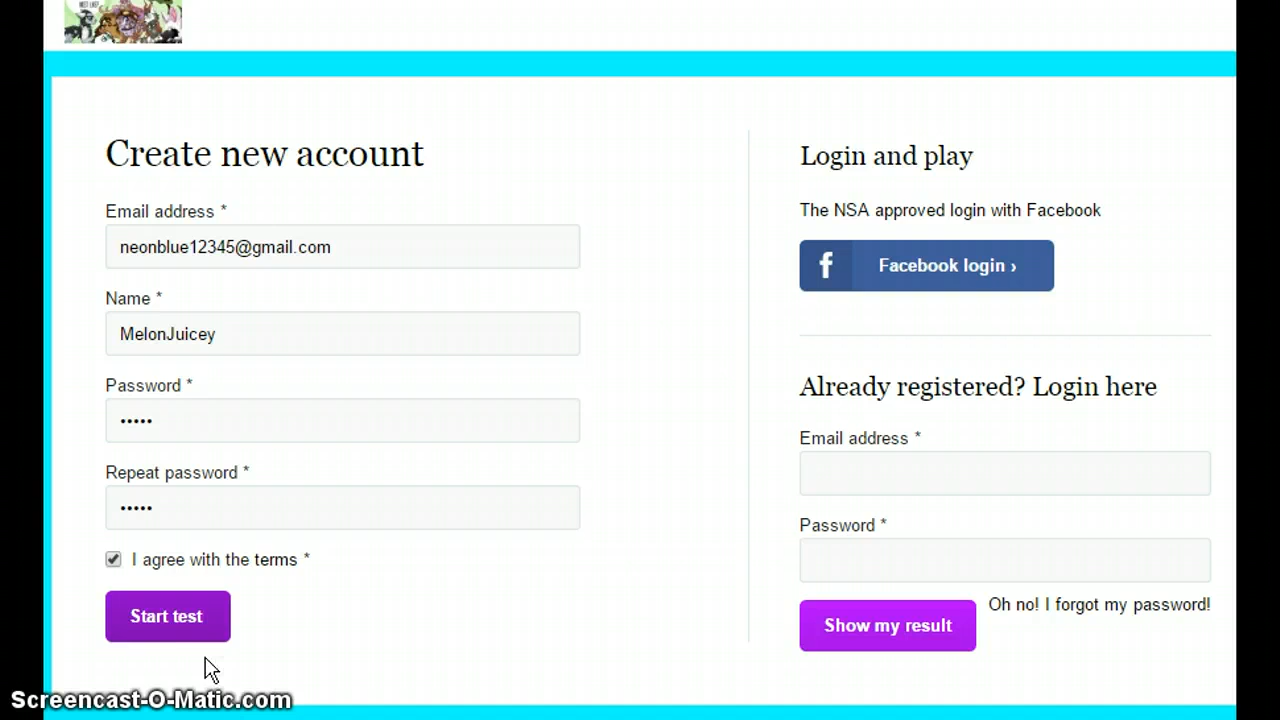 Create new account
Email address *
neonblue12345@gmail.com
Name *
MelonJuicey
Password *
•••••
Repeat password *
•••••
I agree with the terms *
Start test
Login and play
The NSA approved login with Facebook
f
Facebook login ›
Already registered? Login here
Email address *
Password *
Show my result
Oh no! I forgot my password!
Screencast-O-Matic.com